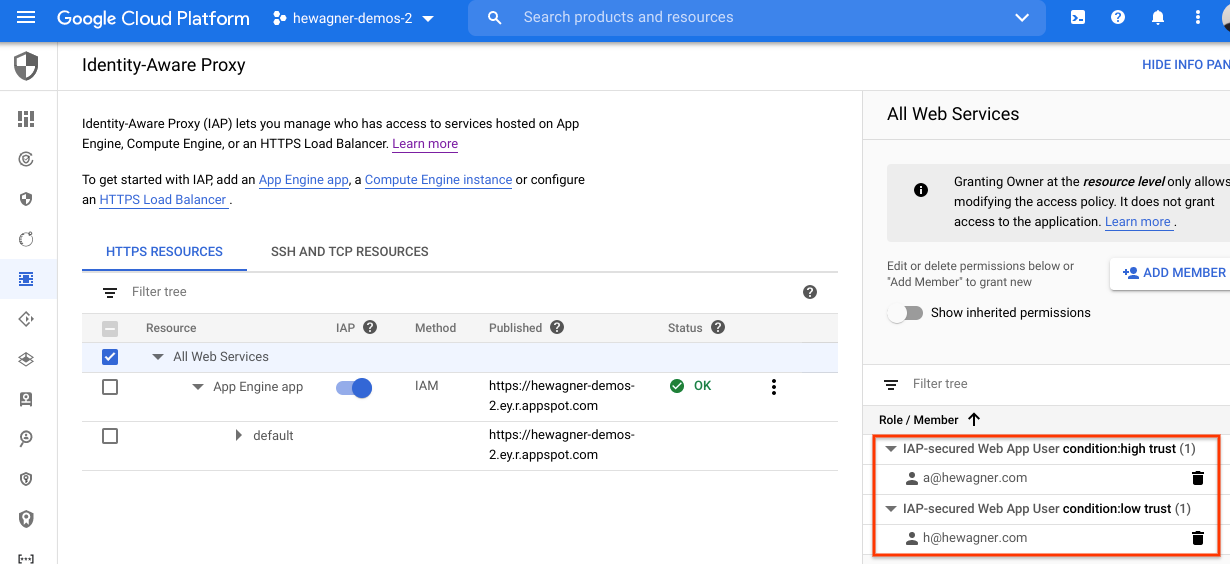 Google Cloud Platform
hewagner-demos-2
Search products and resources
Identity-Aware Proxy
HIDE INFO PAN
Identity-Aware Proxy (IAP) lets you manage who has access to services hosted on App
Engine, Compute Engine, or an HTTPS Load Balancer. Learn more
To get started with IAP, add an App Engine app, a Compute Engine instance or configure
an HTTPS Load Balancer .
HTTPS RESOURCES SSH AND TCP RESOURCES
Filter tree
Resource IAP Method Published Status
All Web Services
App Engine app IAM https://hewagner-demos- OK
2.ey.r.appspot.com
default https://hewagner-demos-
2.ey.r.appspot.com
All Web Services
Granting Owner at the resource level only allows
modifying the access policy. It does not grant
access to the application. Learn more .
Edit or delete permissions below or
"Add Member" to grant new
ADD MEMBER
Show inherited permissions
Filter tree
Role / Member
IAP-secured Web App User condition:high trust (1)
a@hewagner.com
IAP-secured Web App User condition:low trust (1)
h@hewagner.com